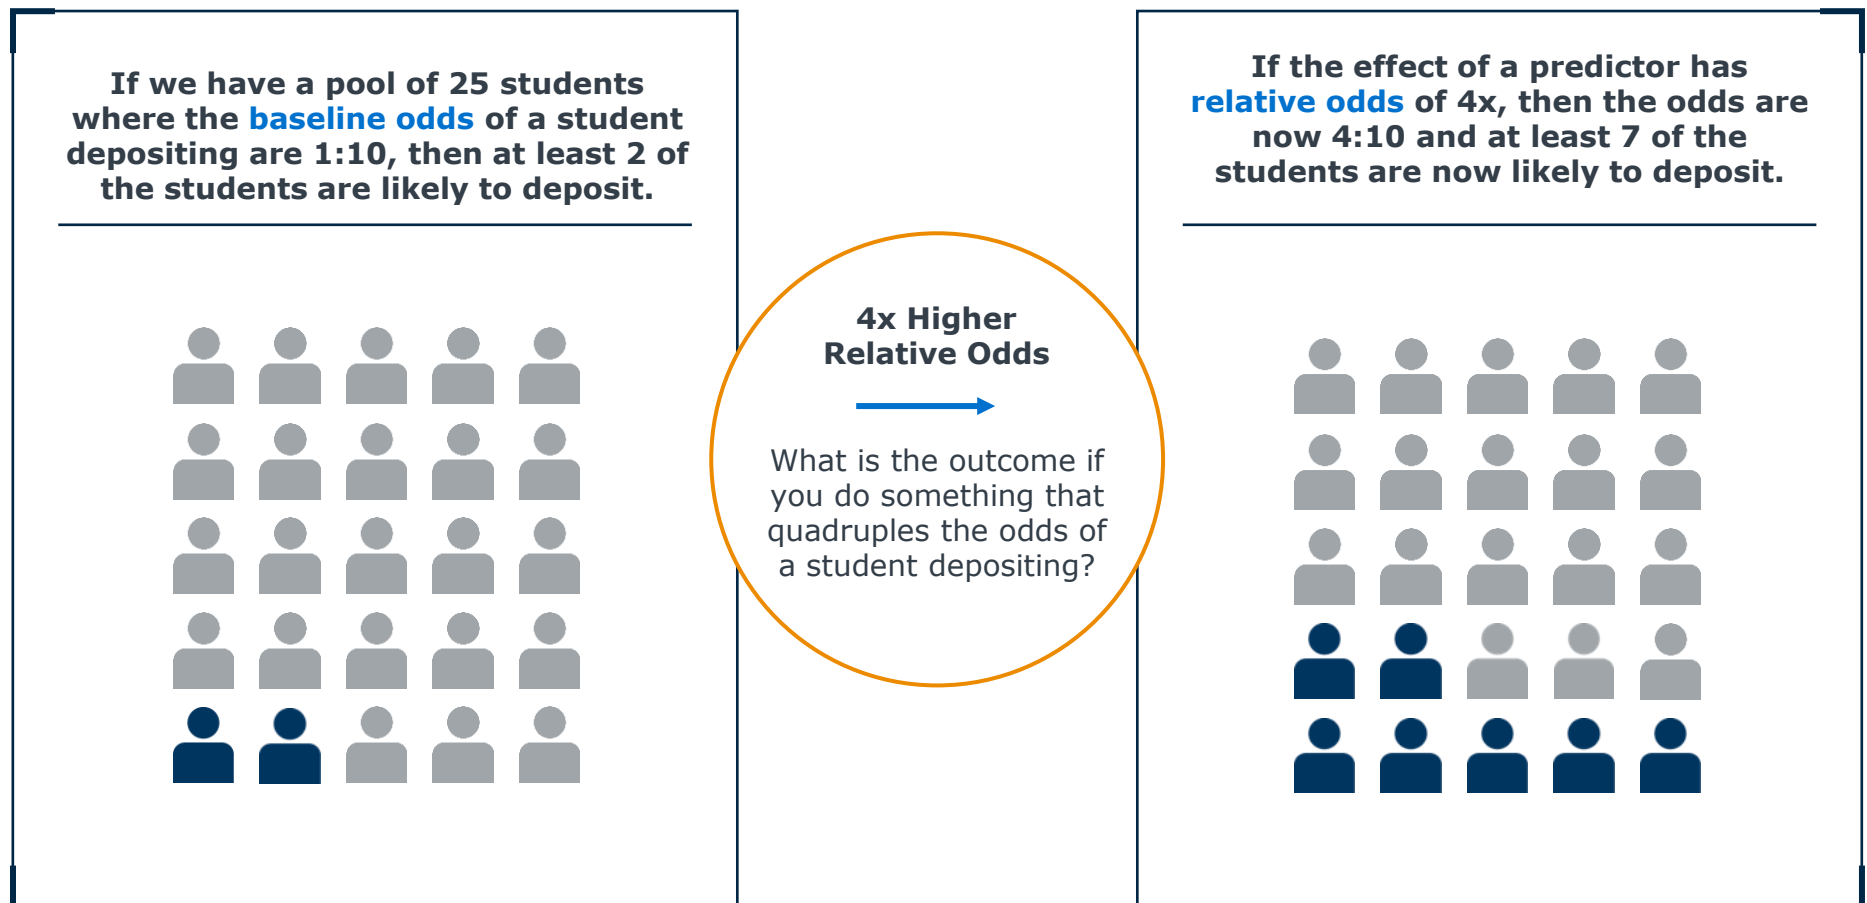 If we have a pool of 25 students
where the baseline odds of a student
depositing are 1:10, then at least 2 of
the students are likely to deposit.
4x Higher
Relative Odds
What is the outcome if
you do something that
quadruples the odds of
a student depositing?
If the effect of a predictor has
relative odds of 4x, then the odds are
now 4:10 and at least 7 of the
students are now likely to deposit.